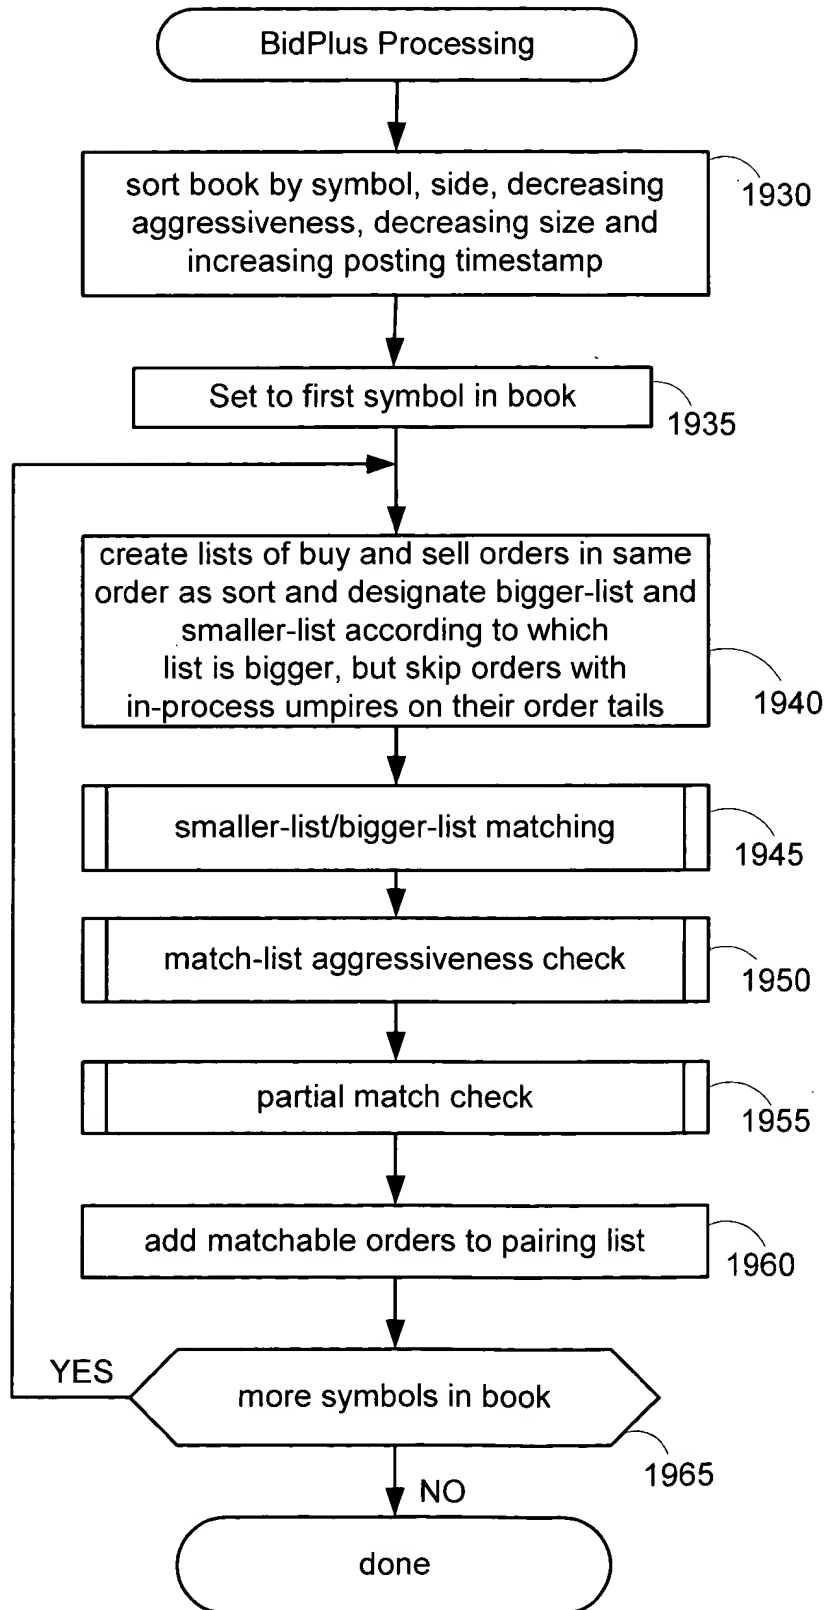 BidPlus Processing
sort book by symbol, side, decreasing
aggressiveness, decreasing size and
increasing posting timestamp
1930
Set to first symbol in book
1935
create lists of buy and sell orders in same
order as sort and designate bigger-list and
smaller-list according to which
list is bigger, but skip orders with
in-process umpires on their order tails
1940
smaller-list/bigger-list matching
1945
match-list aggressiveness check
1950
partial match check
1955
add matchable orders to pairing list
1960
YES
more symbols in book
1965
NO
done